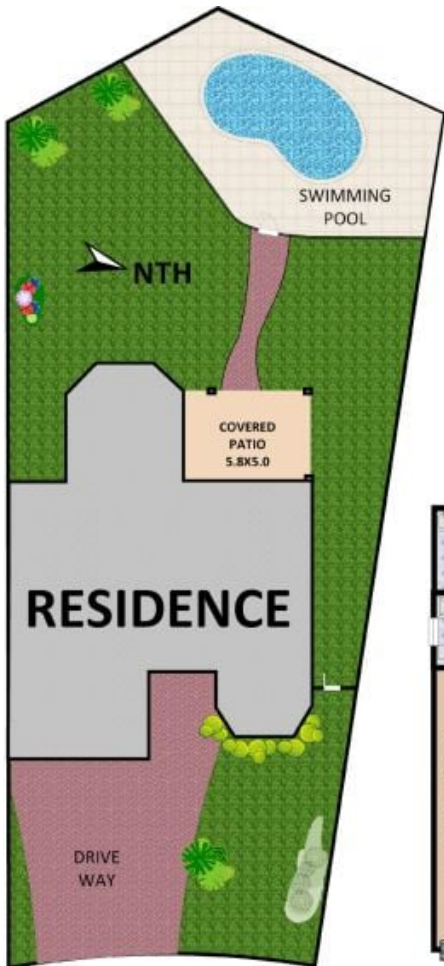 SWIMMING
POOL
NTH
COVERED
PATIO
5.8X5.0
RESIDENCE
DRIVE
WAY